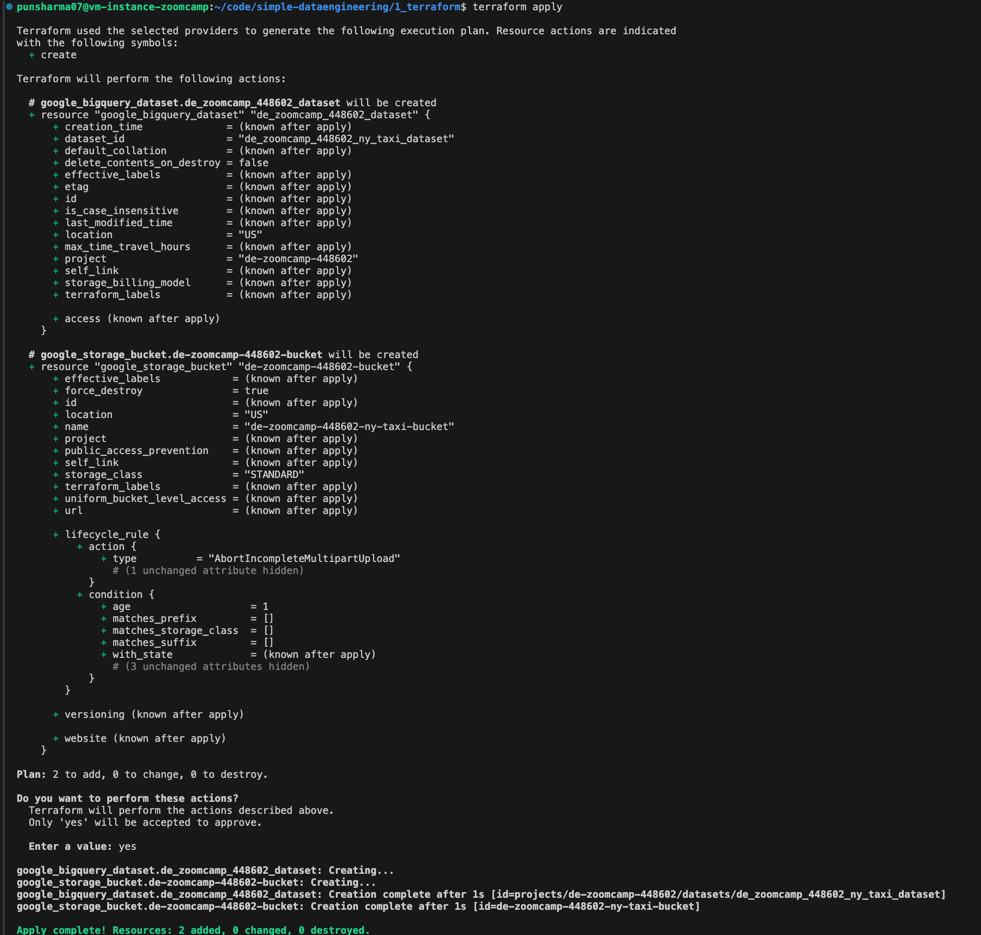 punsharma07@vm-instance-zoomcamp:~/code/simple-dataengineering/1_terraform$ terraform apply

Terraform used the selected providers to generate the following execution plan. Resource actions are indicated
with the following symbols:
  + create

Terraform will perform the following actions:

  # google_bigquery_dataset.de_zoomcamp_448602_dataset will be created
  + resource "google_bigquery_dataset" "de_zoomcamp_448602_dataset" {
      + creation_time              = (known after apply)
      + dataset_id                 = "de_zoomcamp_448602_ny_taxi_dataset"
      + default_collation          = (known after apply)
      + delete_contents_on_destroy = false
      + effective_labels           = (known after apply)
      + etag                       = (known after apply)
      + id                         = (known after apply)
      + is_case_insensitive        = (known after apply)
      + last_modified_time         = (known after apply)
      + location                   = "US"
      + max_time_travel_hours      = (known after apply)
      + project                    = "de-zoomcamp-448602"
      + self_link                  = (known after apply)
      + storage_billing_model      = (known after apply)
      + terraform_labels           = (known after apply)

      + access (known after apply)
    }

  # google_storage_bucket.de-zoomcamp-448602-bucket will be created
  + resource "google_storage_bucket" "de-zoomcamp-448602-bucket" {
      + effective_labels            = (known after apply)
      + force_destroy               = true
      + id                          = (known after apply)
      + location                    = "US"
      + name                        = "de-zoomcamp-448602-ny-taxi-bucket"
      + project                     = (known after apply)
      + public_access_prevention    = (known after apply)
      + self_link                   = (known after apply)
      + storage_class               = "STANDARD"
      + terraform_labels            = (known after apply)
      + uniform_bucket_level_access = (known after apply)
      + url                         = (known after apply)

      + lifecycle_rule {
          + action {
              + type          = "AbortIncompleteMultipartUpload"
                # (1 unchanged attribute hidden)
            }
          + condition {
              + age                    = 1
              + matches_prefix         = []
              + matches_storage_class  = []
              + matches_suffix         = []
              + with_state             = (known after apply)
                # (3 unchanged attributes hidden)
            }
        }

      + versioning (known after apply)

      + website (known after apply)
    }

Plan: 2 to add, 0 to change, 0 to destroy.

Do you want to perform these actions?
  Terraform will perform the actions described above.
  Only 'yes' will be accepted to approve.

  Enter a value: yes

google_bigquery_dataset.de_zoomcamp_448602_dataset: Creating...
google_storage_bucket.de-zoomcamp-448602-bucket: Creating...
google_bigquery_dataset.de_zoomcamp_448602_dataset: Creation complete after 1s [id=projects/de-zoomcamp-448602/datasets/de_zoomcamp_448602_ny_taxi_dataset]
google_storage_bucket.de-zoomcamp-448602-bucket: Creation complete after 1s [id=de-zoomcamp-448602-ny-taxi-bucket]

Apply complete! Resources: 2 added, 0 changed, 0 destroyed.